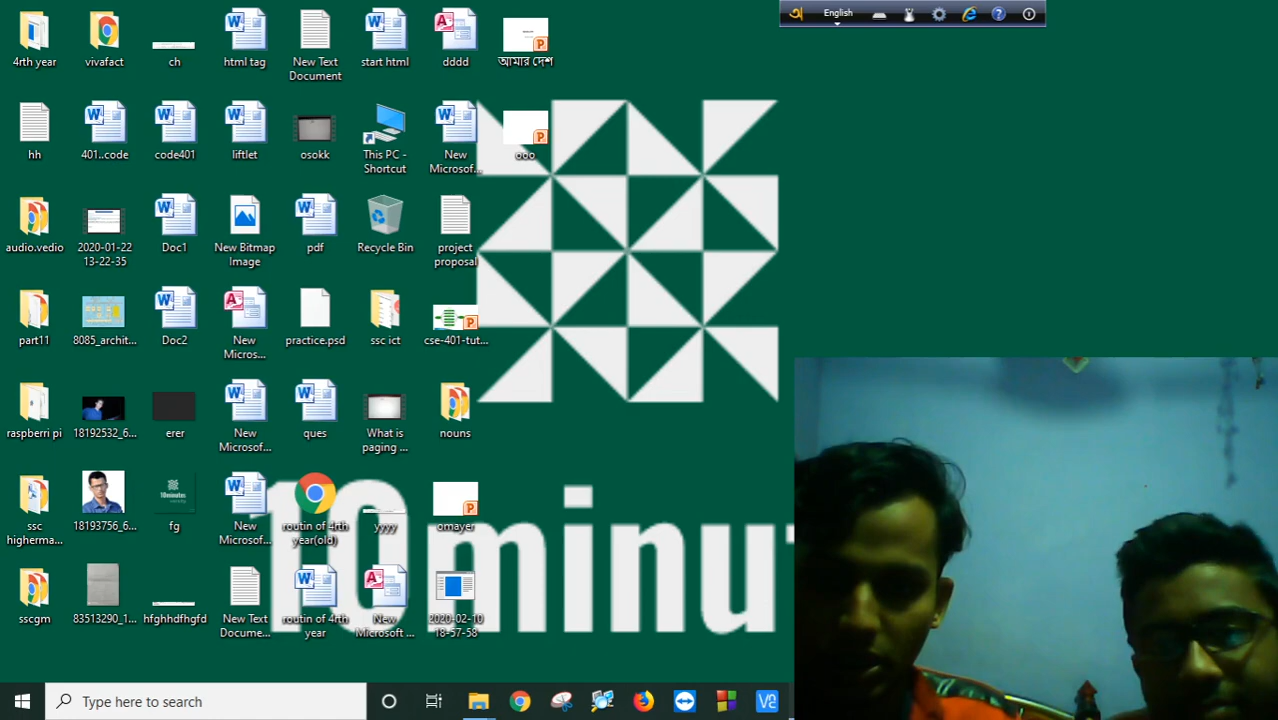 অ English
4rth year
vivafact
ch
html tag
New Text
Document
start html
dddd
আমার দেশ
hh
401..code
code401
liftlet
osokk
This PC -
Shortcut
New
Microsof...
ooo
audio.vedio
2020-01-22
13-22-35
Doc1
New Bitmap
Image
pdf
Recycle Bin
project
proposal
part11
8085_archit...
Doc2
New
Micros...
practice.psd
ssc ict
cse-401-tut...
raspberri pi
18192532_6...
erer
New
Microsof...
ques
What is
paging ...
nouns
ssc
higherma...
18193756_6...
10minutes
fg
New
Microsof...
routin of 4rth
year(old)
yyyy
omayer
sscgm
83513290_1...
hfghhdfhgfd
New Text
Docume...
routin of 4rth
year
New
Microsoft ...
2020-02-10
18-57-58
10minu
Type here to search